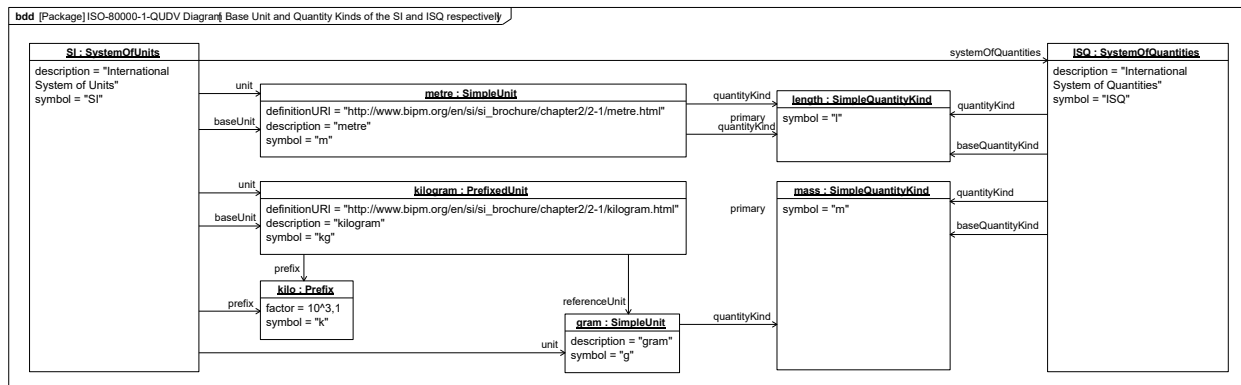 bdd [Package] ISO-80000-1-QUDV Diagram[ Base Unit and Quantity Kinds of the SI and ISQ respectively]
SI : SystemOfUnits
description = "International
System of Units"
symbol = "SI"
systemOfQuantities
ISQ : SystemOfQuantities
description = "International
System of Quantities"
symbol = "ISQ"
unit
baseUnit
metre : SimpleUnit
definitionURI = "http://www.bipm.org/en/si/si_brochure/chapter2/2-1/metre.html"
description = "metre"
symbol = "m"
quantityKind
primary
quantityKind
length : SimpleQuantityKind
symbol = "l"
quantityKind
baseQuantityKind
unit
baseUnit
kilogram : PrefixedUnit
definitionURI = "http://www.bipm.org/en/si/si_brochure/chapter2/2-1/kilogram.html"
description = "kilogram"
symbol = "kg"
primary
mass : SimpleQuantityKind
symbol = "m"
quantityKind
baseQuantityKind
prefix
prefix
kilo : Prefix
factor = 10^3,1
symbol = "k"
referenceUnit
unit
gram : SimpleUnit
description = "gram"
symbol = "g"
quantityKind